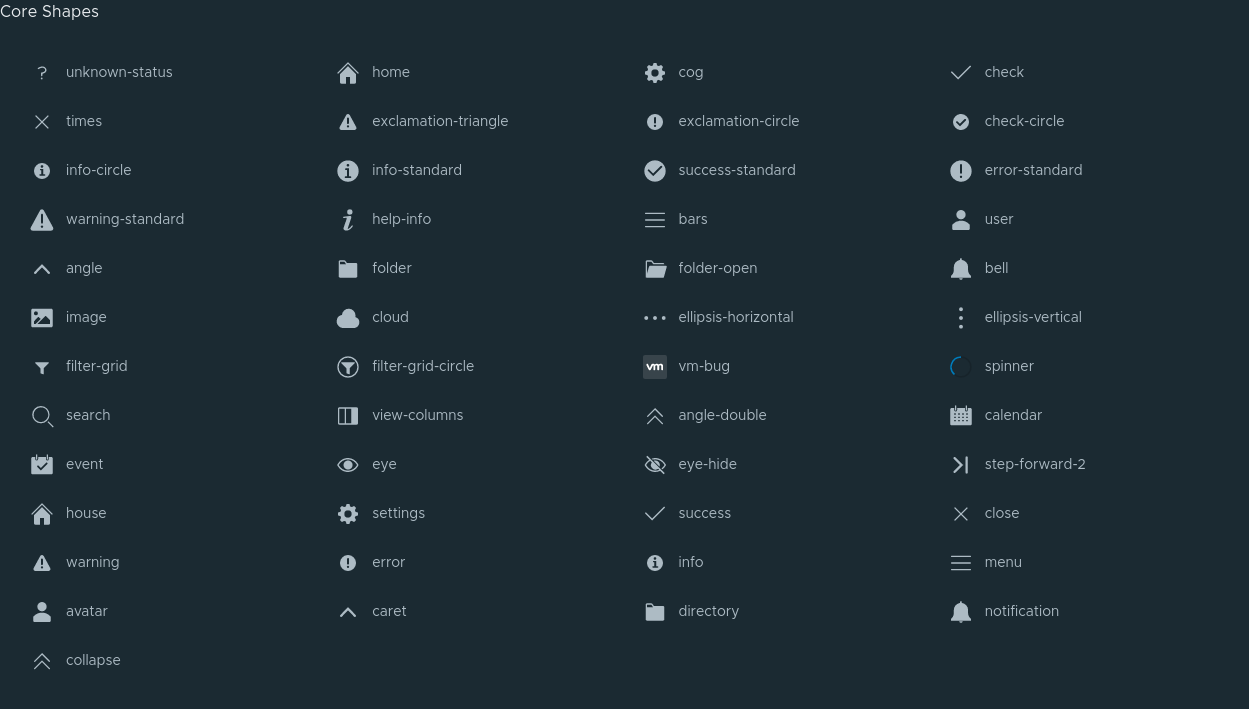 Core Shapes
unknown-status home cog check
times exclamation-triangle exclamation-circle check-circle
info-circle info-standard success-standard error-standard
warning-standard help-info bars user
angle folder folder-open bell
image cloud ellipsis-horizontal ellipsis-vertical
filter-grid filter-grid-circle vm vm-bug spinner
search view-columns angle-double calendar
event eye eye-hide step-forward-2
house settings success close
warning error info menu
avatar caret directory notification
collapse